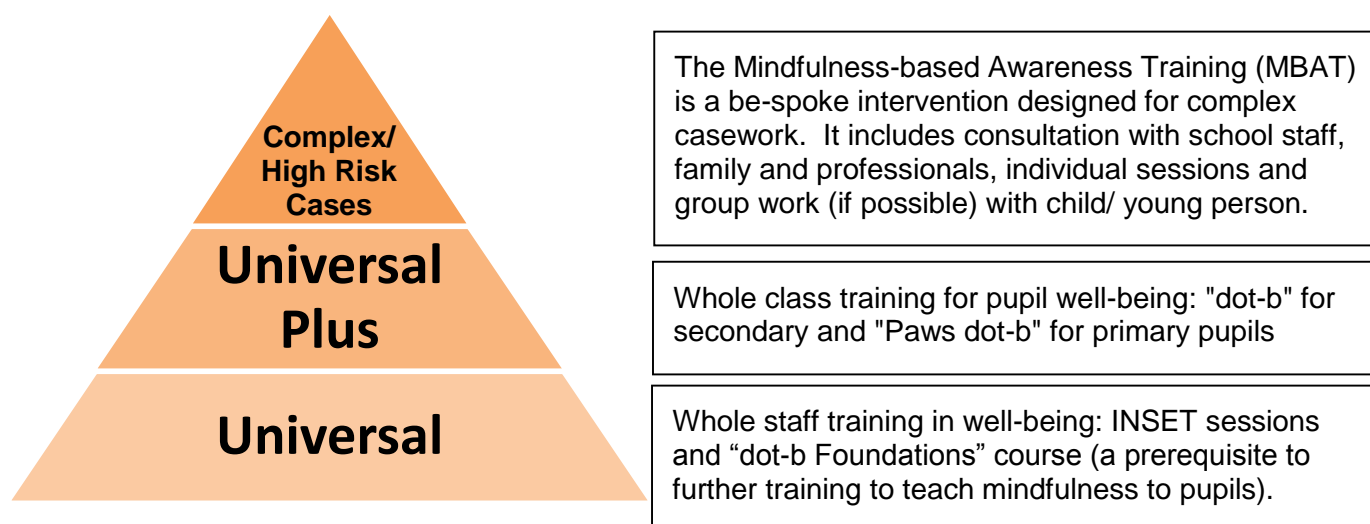 Complex/
High Risk
Cases
The Mindfulness-based Awareness Training (MBAT)
is a be-spoke intervention designed for complex
casework.  It includes consultation with school staff,
family and professionals, individual sessions and
group work (if possible) with child/ young person.
Universal
Plus
Whole class training for pupil well-being: "dot-b" for
secondary and "Paws dot-b" for primary pupils
Universal
Whole staff training in well-being: INSET sessions
and “dot-b Foundations” course (a prerequisite to
further training to teach mindfulness to pupils).